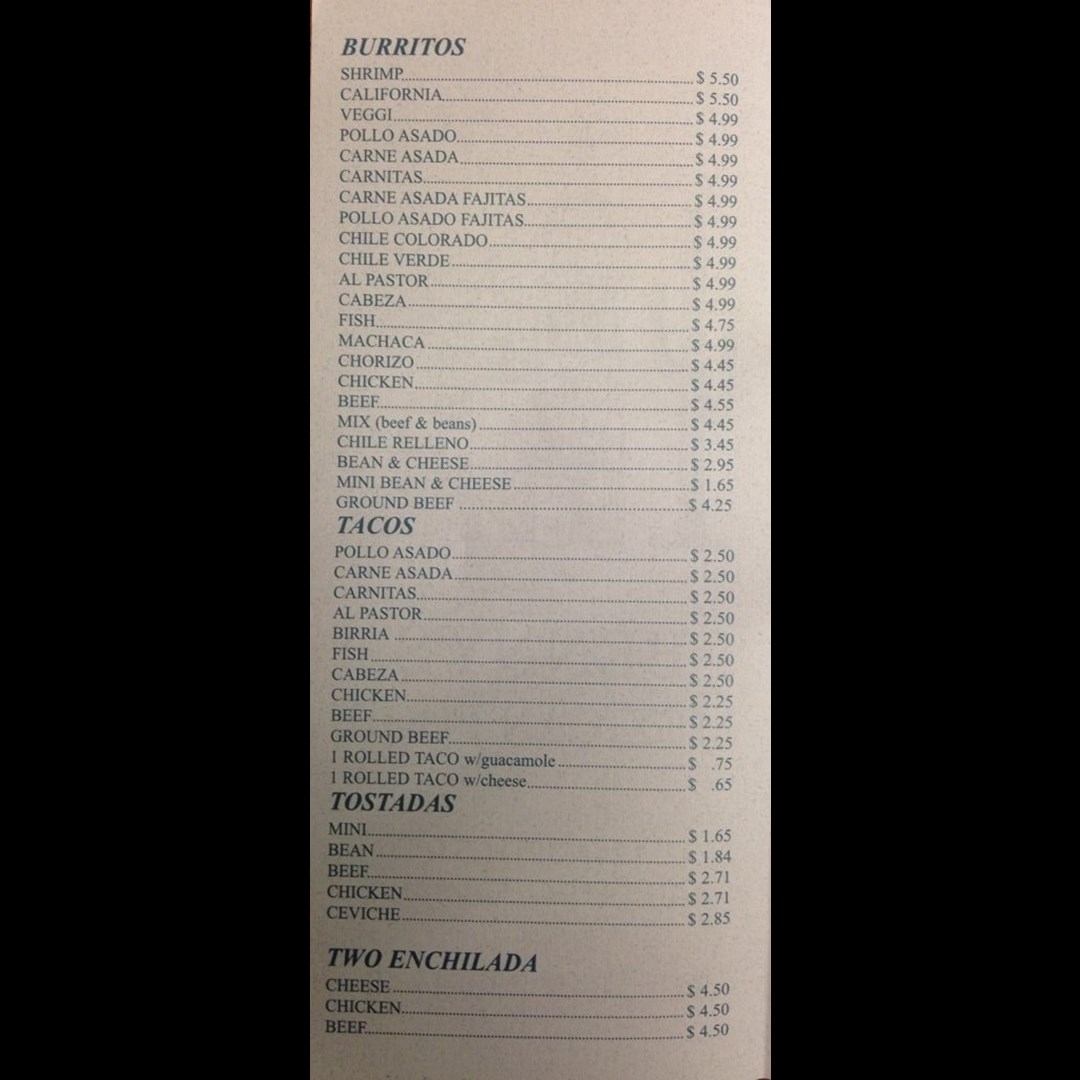 BURRITOS
SHRIMP $ 5.50
CALIFORNIA $ 5.50
VEGGI $ 4.99
POLLO ASADO $ 4.99
CARNE ASADA $ 4.99
CARNITAS $ 4.99
CARNE ASADA FAJITAS $ 4.99
POLLO ASADO FAJITAS $ 4.99
CHILE COLORADO $ 4.99
CHILE VERDE $ 4.99
AL PASTOR $ 4.99
CABEZA $ 4.99
FISH $ 4.75
MACHACA $ 4.99
CHORIZO $ 4.45
CHICKEN $ 4.45
BEEF $ 4.55
MIX (beef & beans) $ 4.45
CHILE RELLENO $ 3.45
BEAN & CHEESE $ 2.95
MINI BEAN & CHEESE $ 1.65
GROUND BEEF $ 4.25
TACOS
POLLO ASADO $ 2.50
CARNE ASADA $ 2.50
CARNITAS $ 2.50
AL PASTOR $ 2.50
BIRRIA $ 2.50
FISH $ 2.50
CABEZA $ 2.50
CHICKEN $ 2.25
BEEF $ 2.25
GROUND BEEF $ 2.25
1 ROLLED TACO w/guacamole $ .75
1 ROLLED TACO w/cheese $ .65
TOSTADAS
MINI $ 1.65
BEAN $ 1.84
BEEF $ 2.71
CHICKEN $ 2.71
CEVICHE $ 2.85
TWO ENCHILADA
CHEESE $ 4.50
CHICKEN $ 4.50
BEEF $ 4.50